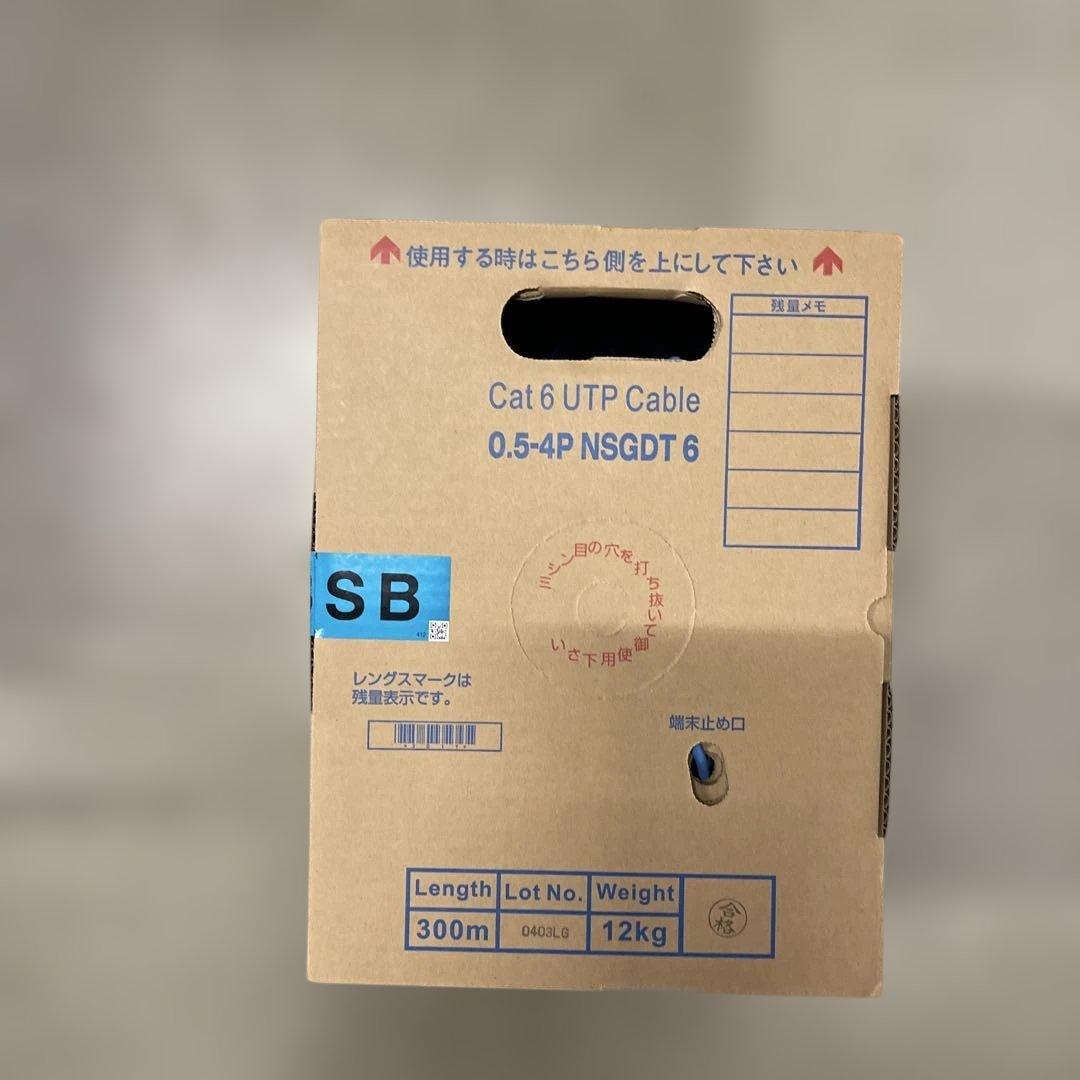 使用する時はこちら側を上にして下さい
残量メモ
Cat 6 UTP Cable
0.5-4P NSGDT 6
ミシン目の穴を打ち抜いて
御使用下さい
SB
レングスマークは
残量表示です。
端末止め口
Length Lot No. Weight
300m 0403LG 12kg
合格